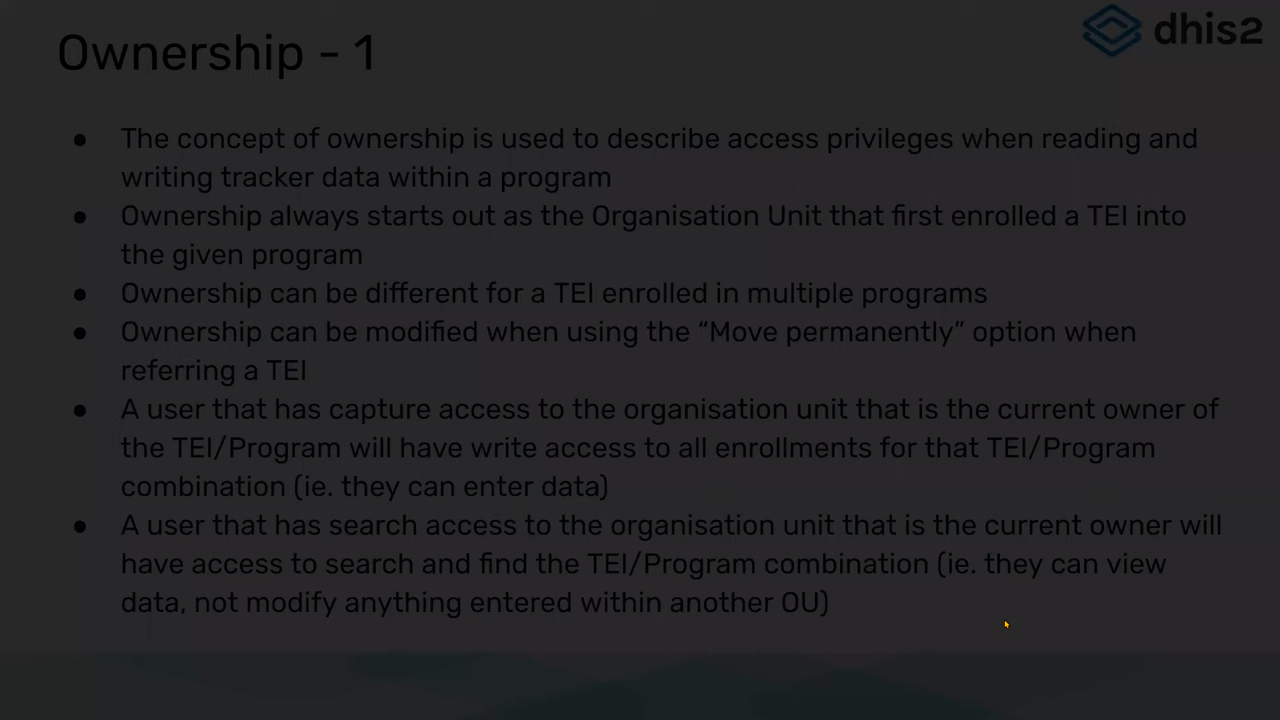 dhis2
Ownership - 1
● The concept of ownership is used to describe access privileges when reading and
writing tracker data within a program
● Ownership always starts out as the Organisation Unit that first enrolled a TEI into
the given program
● Ownership can be different for a TEI enrolled in multiple programs
● Ownership can be modified when using the “Move permanently” option when
referring a TEI
● A user that has capture access to the organisation unit that is the current owner of
the TEI/Program will have write access to all enrollments for that TEI/Program
combination (ie. they can enter data)
● A user that has search access to the organisation unit that is the current owner will
have access to search and find the TEI/Program combination (ie. they can view
data, not modify anything entered within another OU)